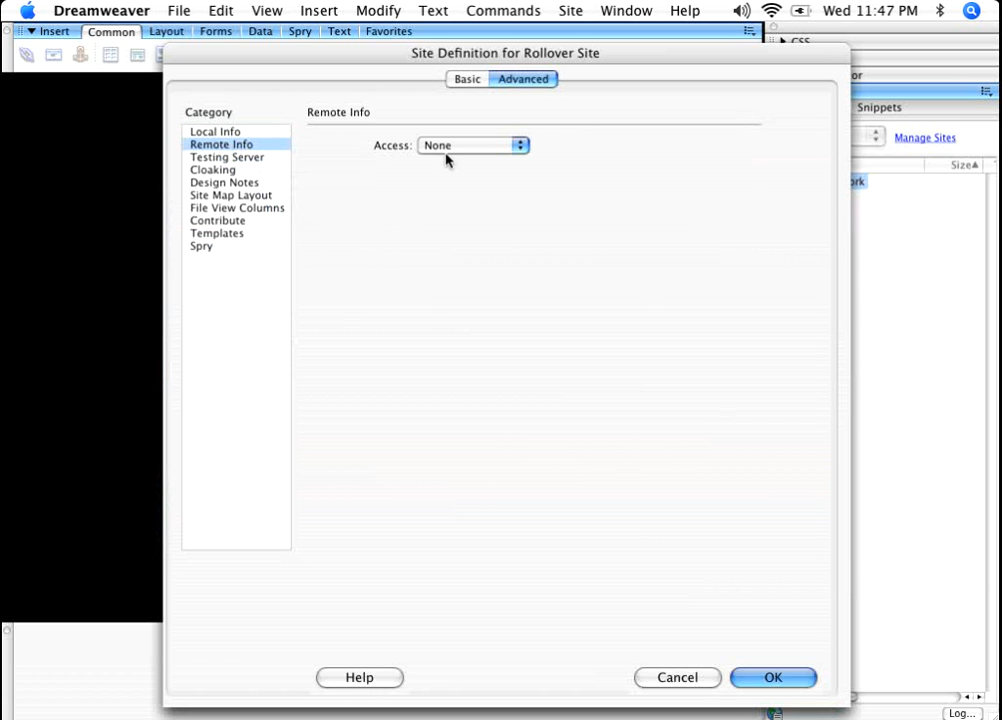 Dreamweaver File Edit View Insert Modify Text Commands Site Window Help Wed 11:47 PM
Insert Common Layout Forms Data Spry Text Favorites
CSS
Site Definition for Rollover Site
Basic Advanced
or
Snippets
Manage Sites
Size
ork
Category
Local Info
Remote Info
Testing Server
Cloaking
Design Notes
Site Map Layout
File View Columns
Contribute
Templates
Spry
Remote Info
Access: None
Help Cancel OK
Log...